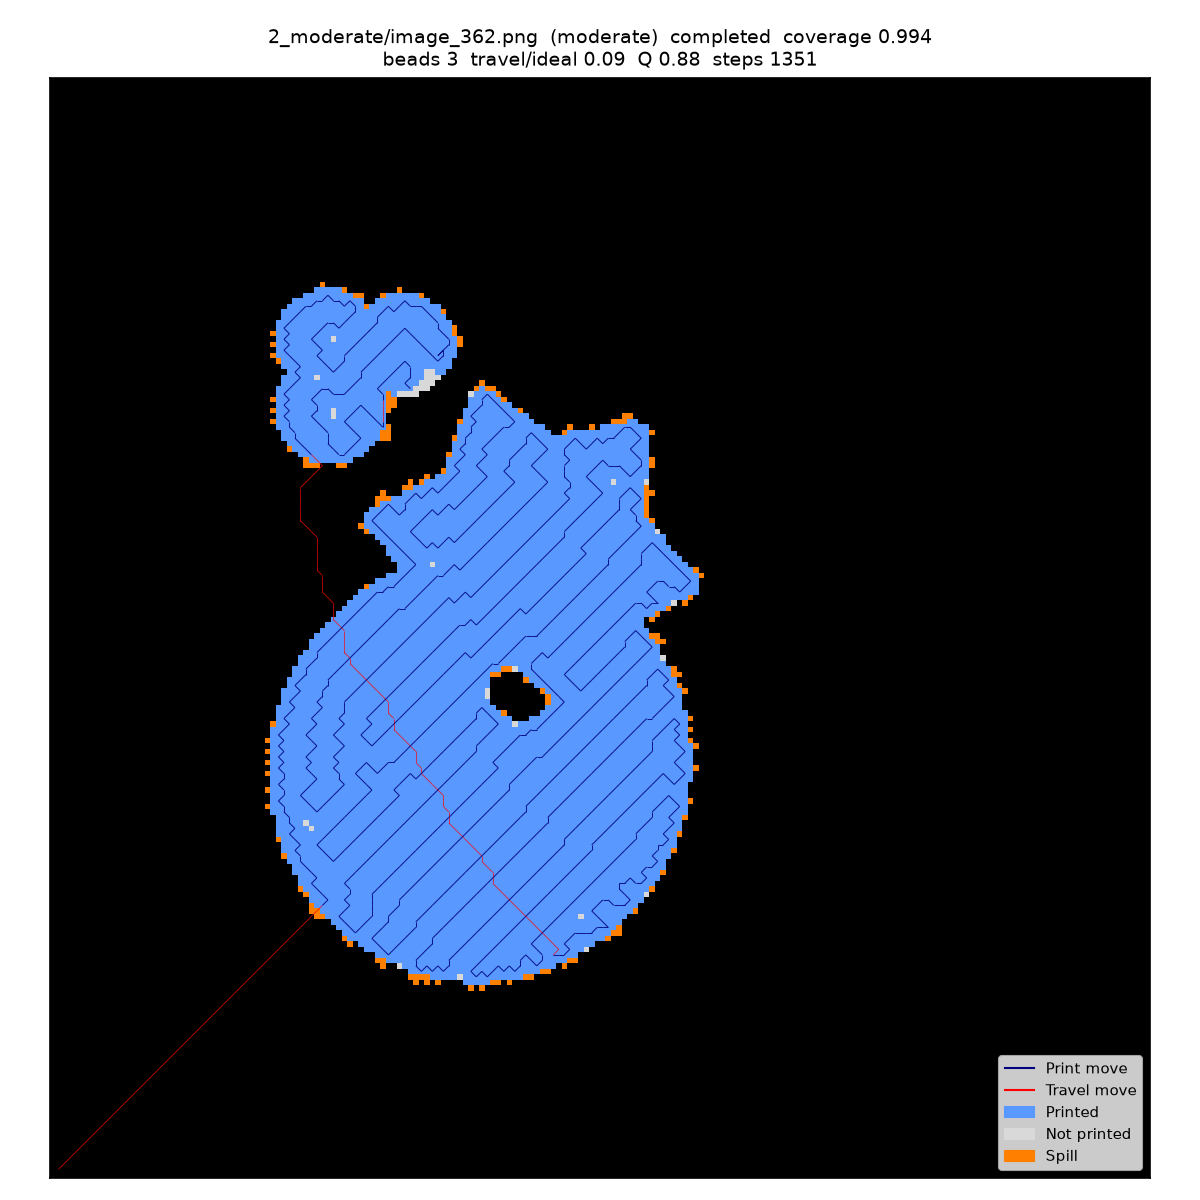 2_moderate/image_362.png  (moderate)  completed  coverage 0.994
beads 3  travel/ideal 0.09  Q 0.88  steps 1351
Print move
Travel move
Printed
Not printed
Spill